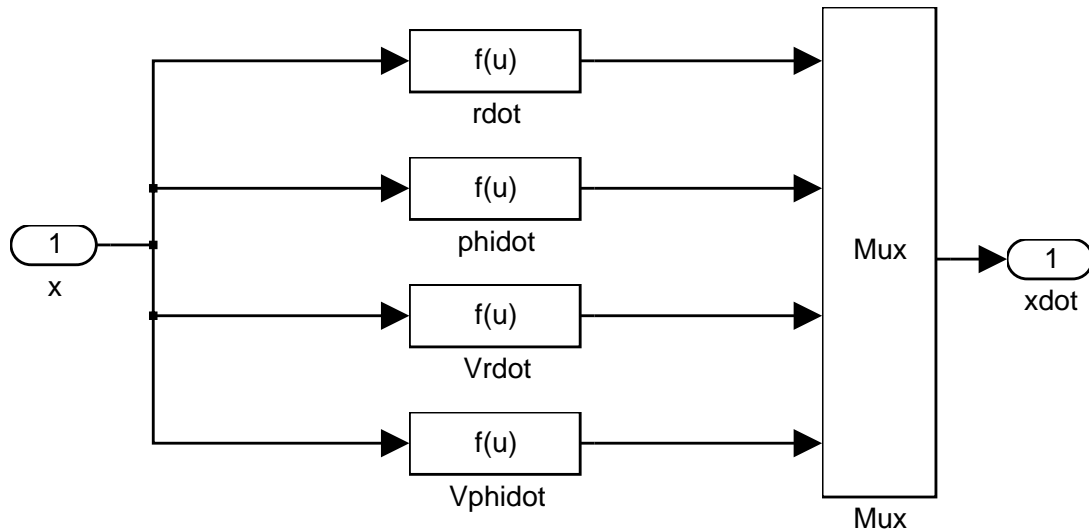 f(u)
rdot
f(u)
phidot
1
x
Mux
1
xdot
f(u)
Vrdot
f(u)
Vphidot
Mux